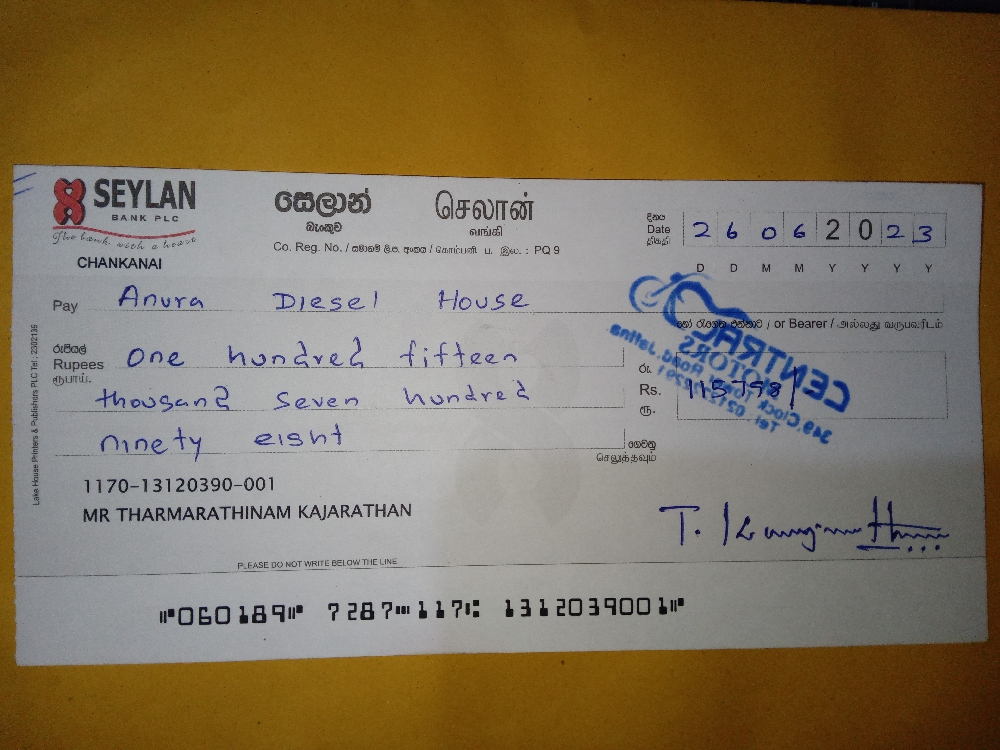 SEYLAN
BANK PLC
The bank with a heart
CHANKANAI
සෙලාන් செலான்
බැංකුව வங்கி
Co. Reg. No. / සමාගම් ලි.ප. අංකය / கொம்பனி ப. இல. : PQ 9
දිනය
Date
திகதி
2 6 0 6 2 0 2 3
D D M M Y Y Y Y
Pay Anura Diesel House
හෝ රැගෙන එන්නාට / or Bearer / அல்லது வருபவரிடம்
රුපියල්
Rupees
ரூபாய்.
One hundred fifteen
thousand seven hundred
ninety eight
රු.
Rs. 115798/
ரூ.
ගෙවනු
செலுத்தவும்
CENTRAL
MOTORS
349, Clock Tower Road, Jaffna
Lake House Printers & Publishers PLC Tel : 2302139
1170-13120390-001
MR THARMARATHINAM KAJARATHAN
PLEASE DO NOT WRITE BELOW THE LINE
⑈060189⑈ 7287⑉117⑆ 1312039001⑈